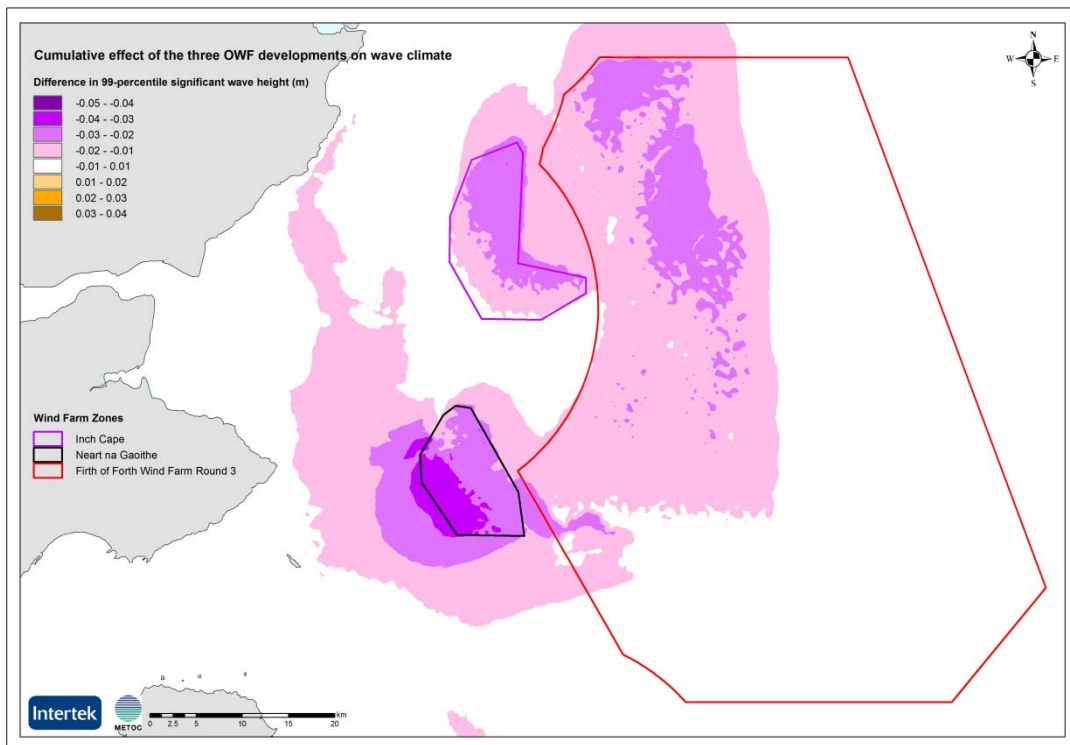 Cumulative effect of the three OWF developments on wave climate
Difference in 99-percentile significant wave height (m)
-0.05 - -0.04
-0.04 - -0.03
-0.03 - -0.02
-0.02 - -0.01
-0.01 - 0.01
0.01 - 0.02
0.02 - 0.03
0.03 - 0.04
N
W E
S
Wind Farm Zones
Inch Cape
Neart na Gaoithe
Firth of Forth Wind Farm Round 3
Intertek
METOC
km
0 2.5 5 10 15 20